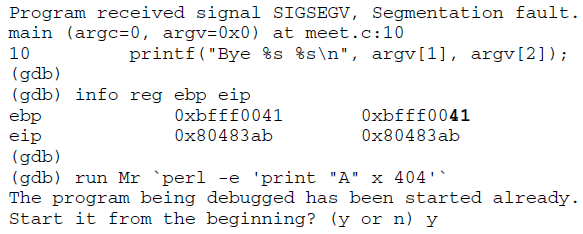 Program received signal SIGSEGV, Segmentation fault.
main (argc=0, argv=0x0) at meet.c:10
10        printf("Bye %s %s\n", argv[1], argv[2]);
(gdb)
(gdb) info reg ebp eip
ebp            0xbfff0041       0xbfff0041
eip            0x80483ab        0x80483ab
(gdb)
(gdb) run Mr `perl -e 'print "A" x 404'`
The program being debugged has been started already.
Start it from the beginning? (y or n) y